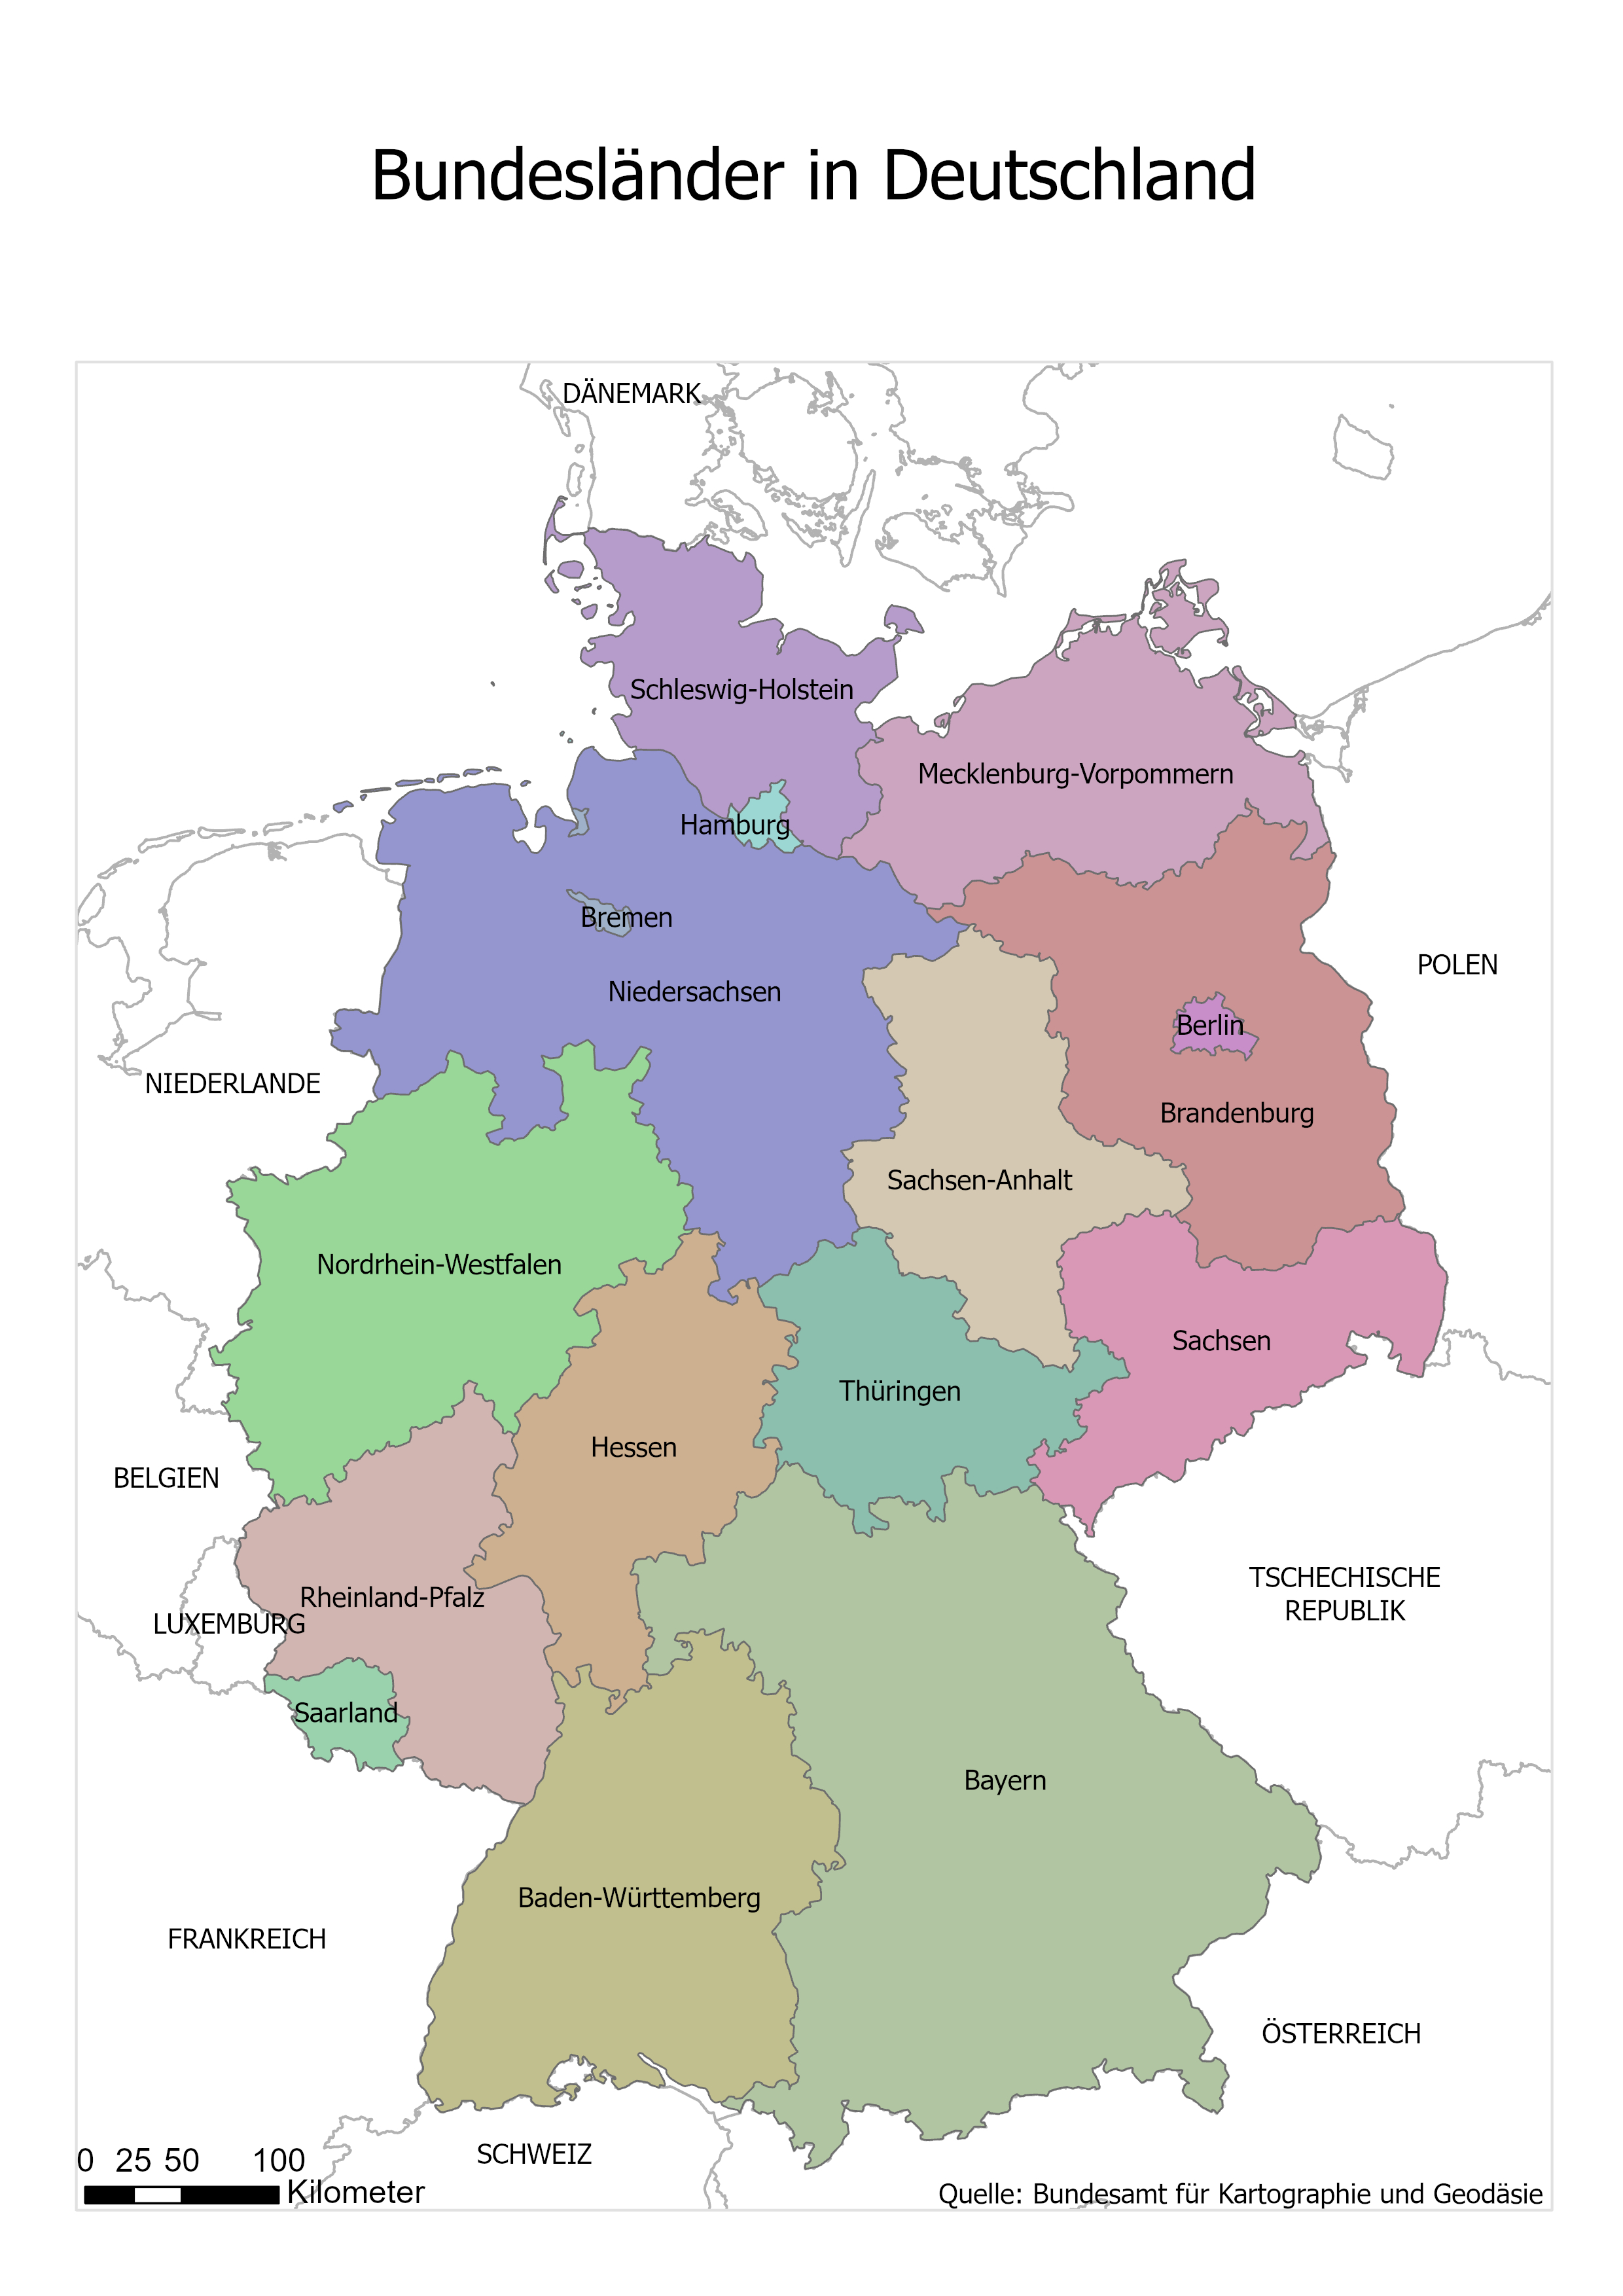 Bundesländer in Deutschland
DÄNEMARK
Schleswig-Holstein
Mecklenburg-Vorpommern
Hamburg
Bremen
POLEN
Niedersachsen
Berlin
NIEDERLANDE
Brandenburg
Sachsen-Anhalt
Nordrhein-Westfalen
Sachsen
Thüringen
Hessen
BELGIEN
TSCHECHISCHE
REPUBLIK
Rheinland-Pfalz
LUXEMBURG
Saarland
Bayern
Baden-Württemberg
FRANKREICH
ÖSTERREICH
SCHWEIZ
0 25 50 100
Kilometer
Quelle: Bundesamt für Kartographie und Geodäsie